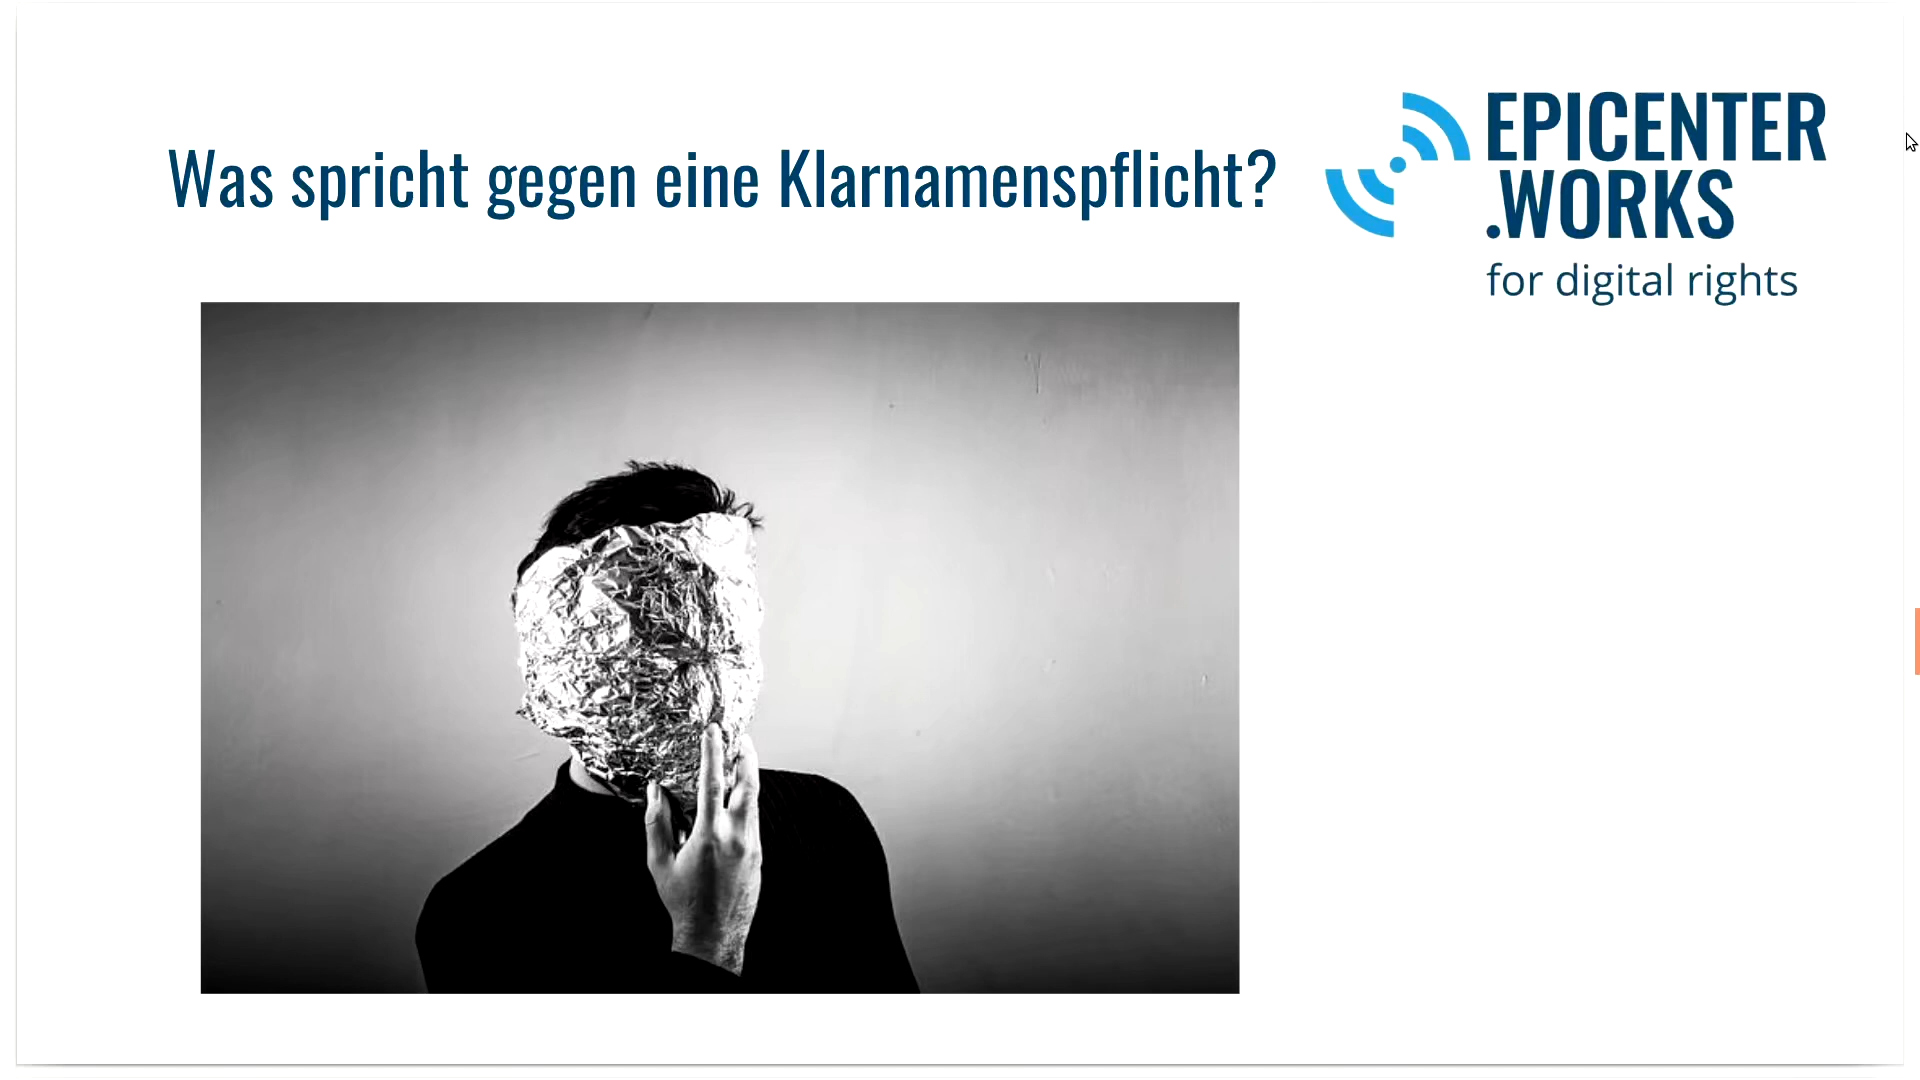 Was spricht gegen eine Klarnamenspflicht?
EPICENTER
.WORKS
for digital rights